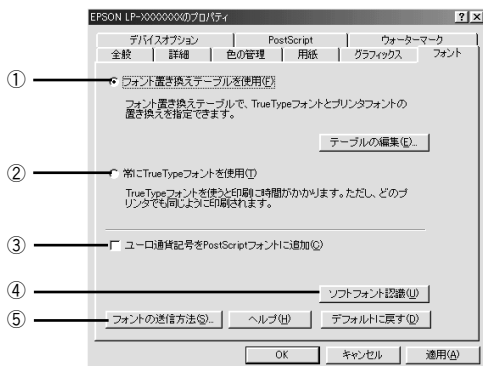 EPSON LP-XXXXXXXのプロパティ
デバイスオプション PostScript ウォーターマーク
全般 詳細 色の管理 用紙 グラフィックス フォント
① フォント置き換えテーブルを使用(F)
フォント置き換えテーブルで、TrueTypeフォントとプリンタフォントの
置き換えを指定できます。
テーブルの編集(E)...
② 常にTrueTypeフォントを使用(T)
TrueTypeフォントを使うと印刷に時間がかかります。ただし、どのプ
リンタでも同じように印刷されます。
③ ユーロ通貨記号をPostScriptフォントに追加(C)
④ ソフトフォント認識(U)
⑤ フォントの送信方法(S)... ヘルプ(H) デフォルトに戻す(D)
OK キャンセル 適用(A)